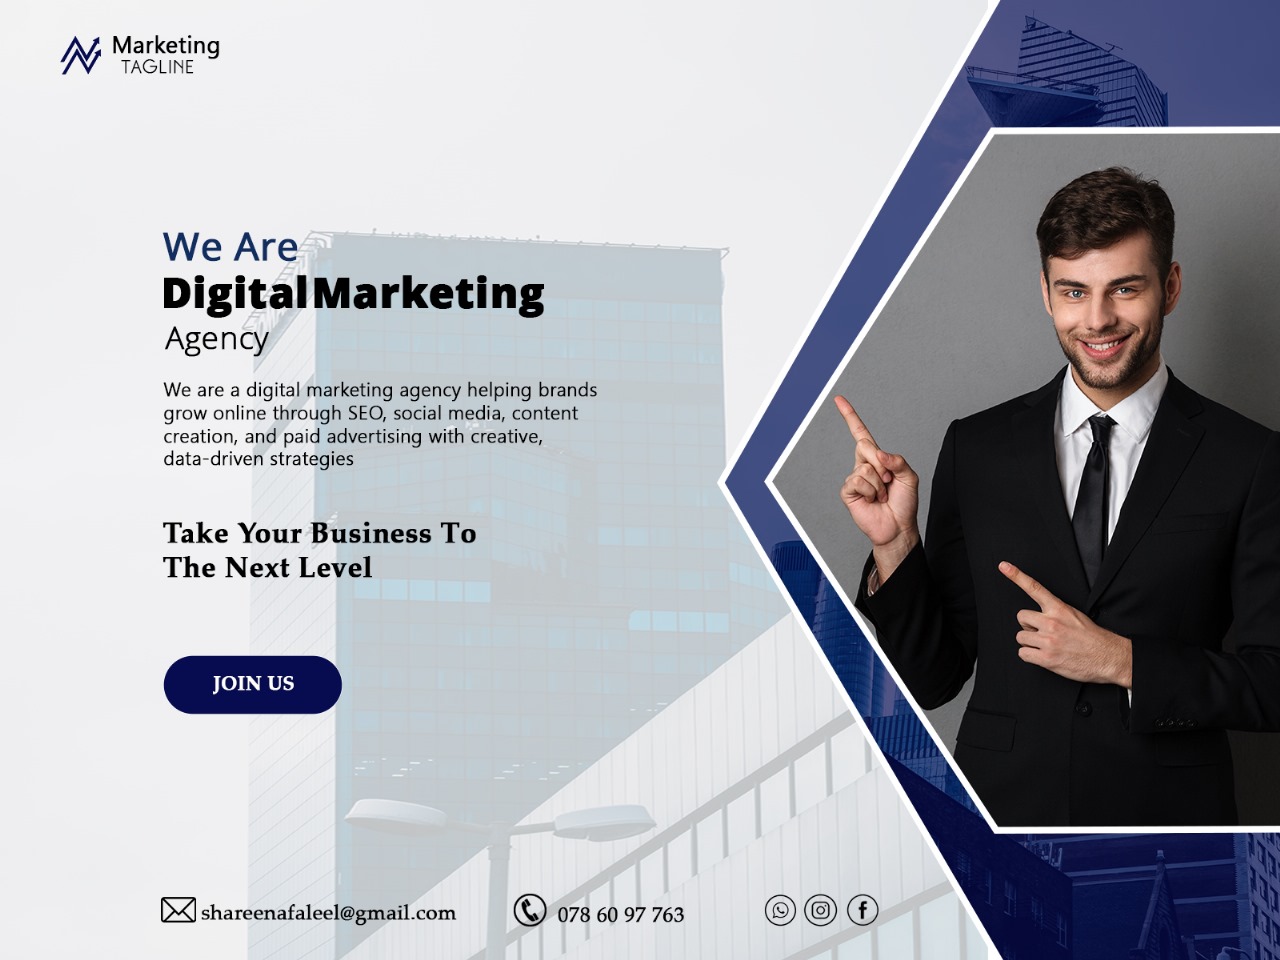 Marketing
TAGLINE
We Are
Digital Marketing
Agency
We are a digital marketing agency helping brands
grow online through SEO, social media, content
creation, and paid advertising with creative,
data-driven strategies
Take Your Business To
The Next Level
JOIN US
shareenafaleel@gmail.com
078 60 97 763